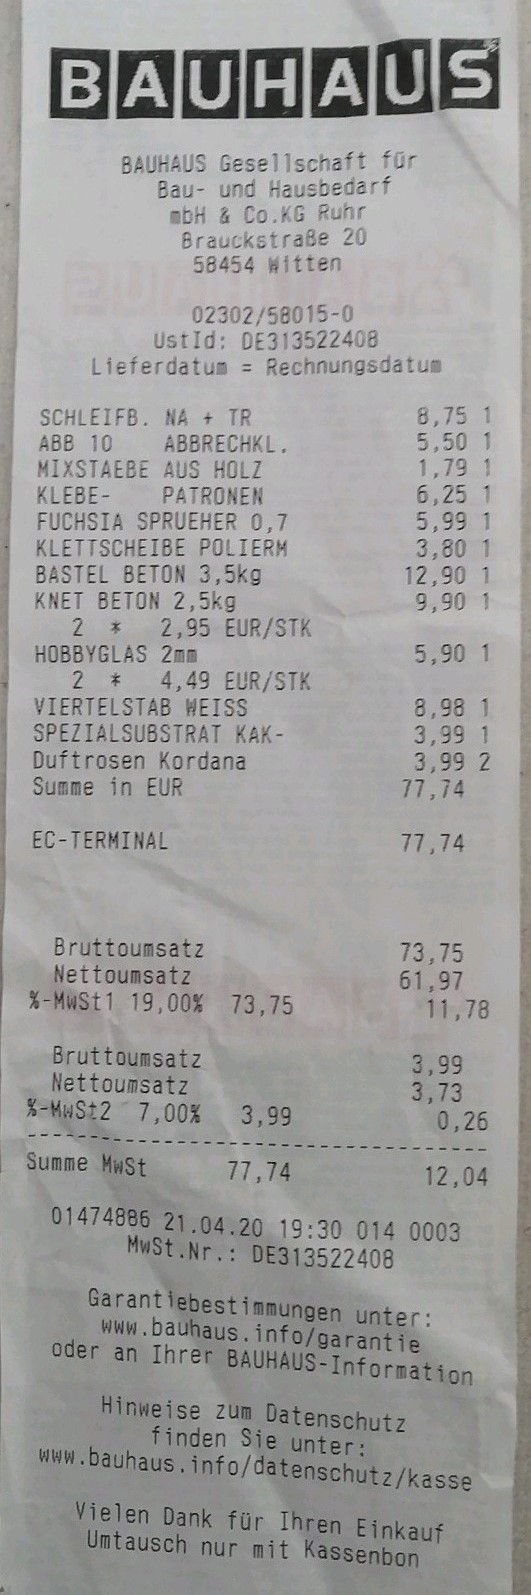 BAUHAUS
BAUHAUS Gesellschaft für
Bau- und Hausbedarf
mbH & Co.KG Ruhr
Brauckstraße 20
58454 Witten
02302/58015-0
UstId: DE313522408
Lieferdatum = Rechnungsdatum
SCHLEIFB. NA + TR 8,75 1
ABB 10 ABBRECHKL. 5,50 1
MIXSTAEBE AUS HOLZ 1,79 1
KLEBE- PATRONEN 6,25 1
FUCHSIA SPRUEHER 0,7 5,99 1
KLETTSCHEIBE POLIERM 3,80 1
BASTEL BETON 3,5kg 12,90 1
KNET BETON 2,5kg 9,90 1
2 * 2,95 EUR/STK
HOBBYGLAS 2mm 5,90 1
2 * 4,49 EUR/STK
VIERTELSTAB WEISS 8,98 1
SPEZIALSUBSTRAT KAK- 3,99 1
Duftrosen Kordana 3,99 2
Summe in EUR 77,74
EC-TERMINAL 77,74
Bruttoumsatz 73,75
Nettoumsatz 61,97
%-MwSt1 19,00% 73,75 11,78
Bruttoumsatz 3,99
Nettoumsatz 3,73
%-MwSt2 7,00% 3,99 0,26
Summe MwSt 77,74 12,04
01474886 21.04.20 19:30 014 0003
MwSt.Nr.: DE313522408
Garantiebestimmungen unter:
www.bauhaus.info/garantie
oder an Ihrer BAUHAUS-Information
Hinweise zum Datenschutz
finden Sie unter:
www.bauhaus.info/datenschutz/kasse
Vielen Dank für Ihren Einkauf
Umtausch nur mit Kassenbon